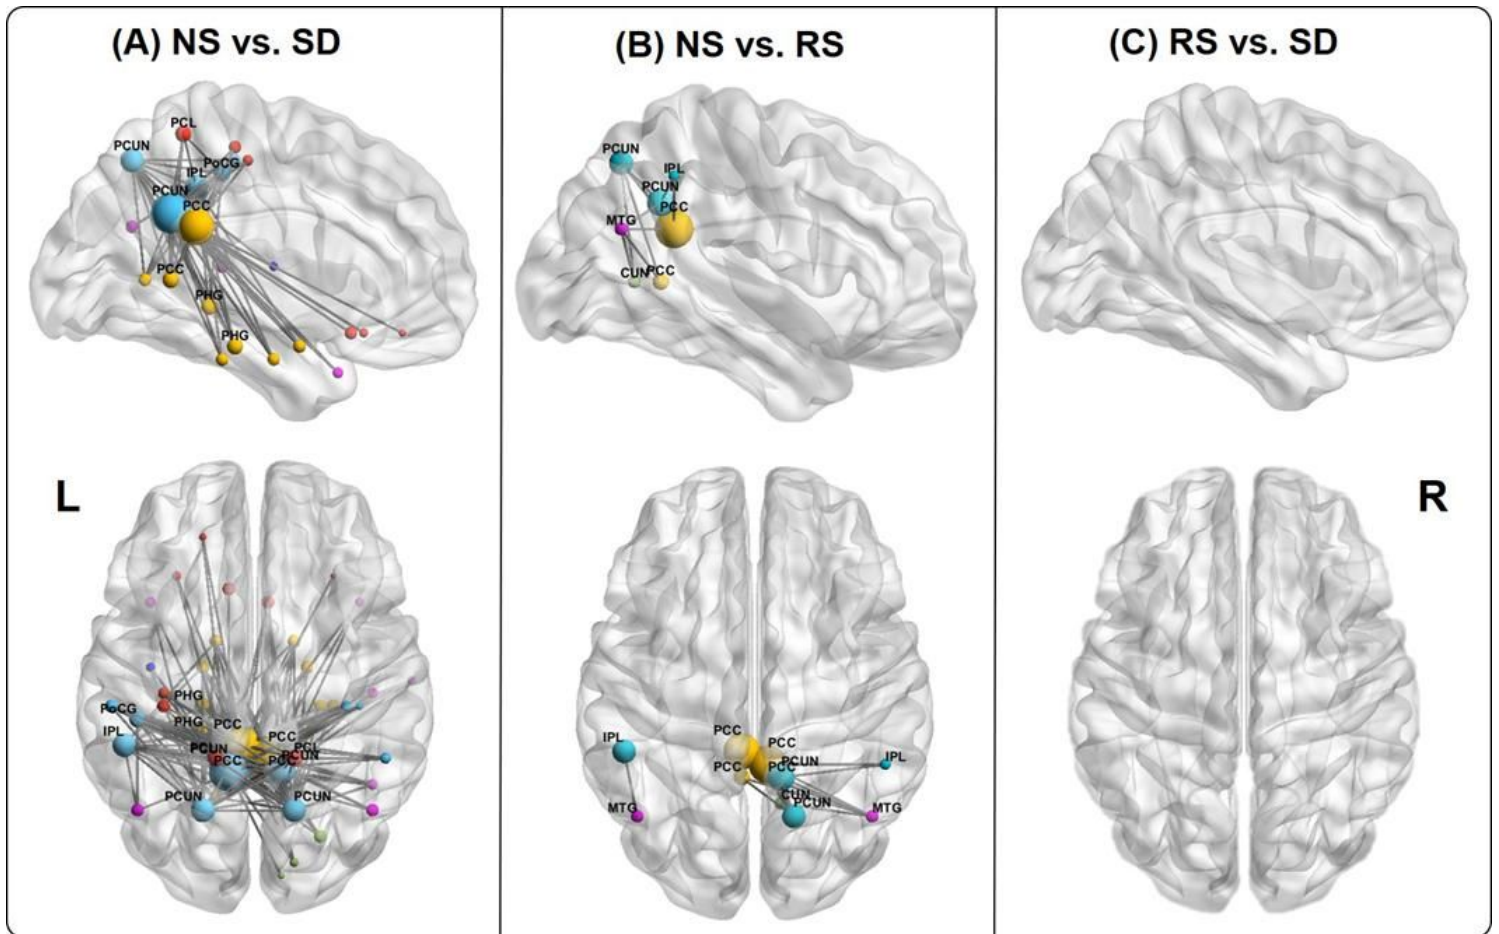 (A) NS vs. SD
(B) NS vs. RS
(C) RS vs. SD
PCL
PCUN
PoCG
IPL
PCUN
PCC
PCC
PHG
PHG
PCUN
IPL
PCUN
PCC
MTG
CUN
PCC
L
R
PHG
PoCG
PHG
PCC
IPL
PCC
PCUN
PCL
PCUN
PCC
PCC
PCUN
PCUN
PCC
IPL
PCC
PCUN
IPL
PCC
PCC
CUN
PCUN
MTG
MTG